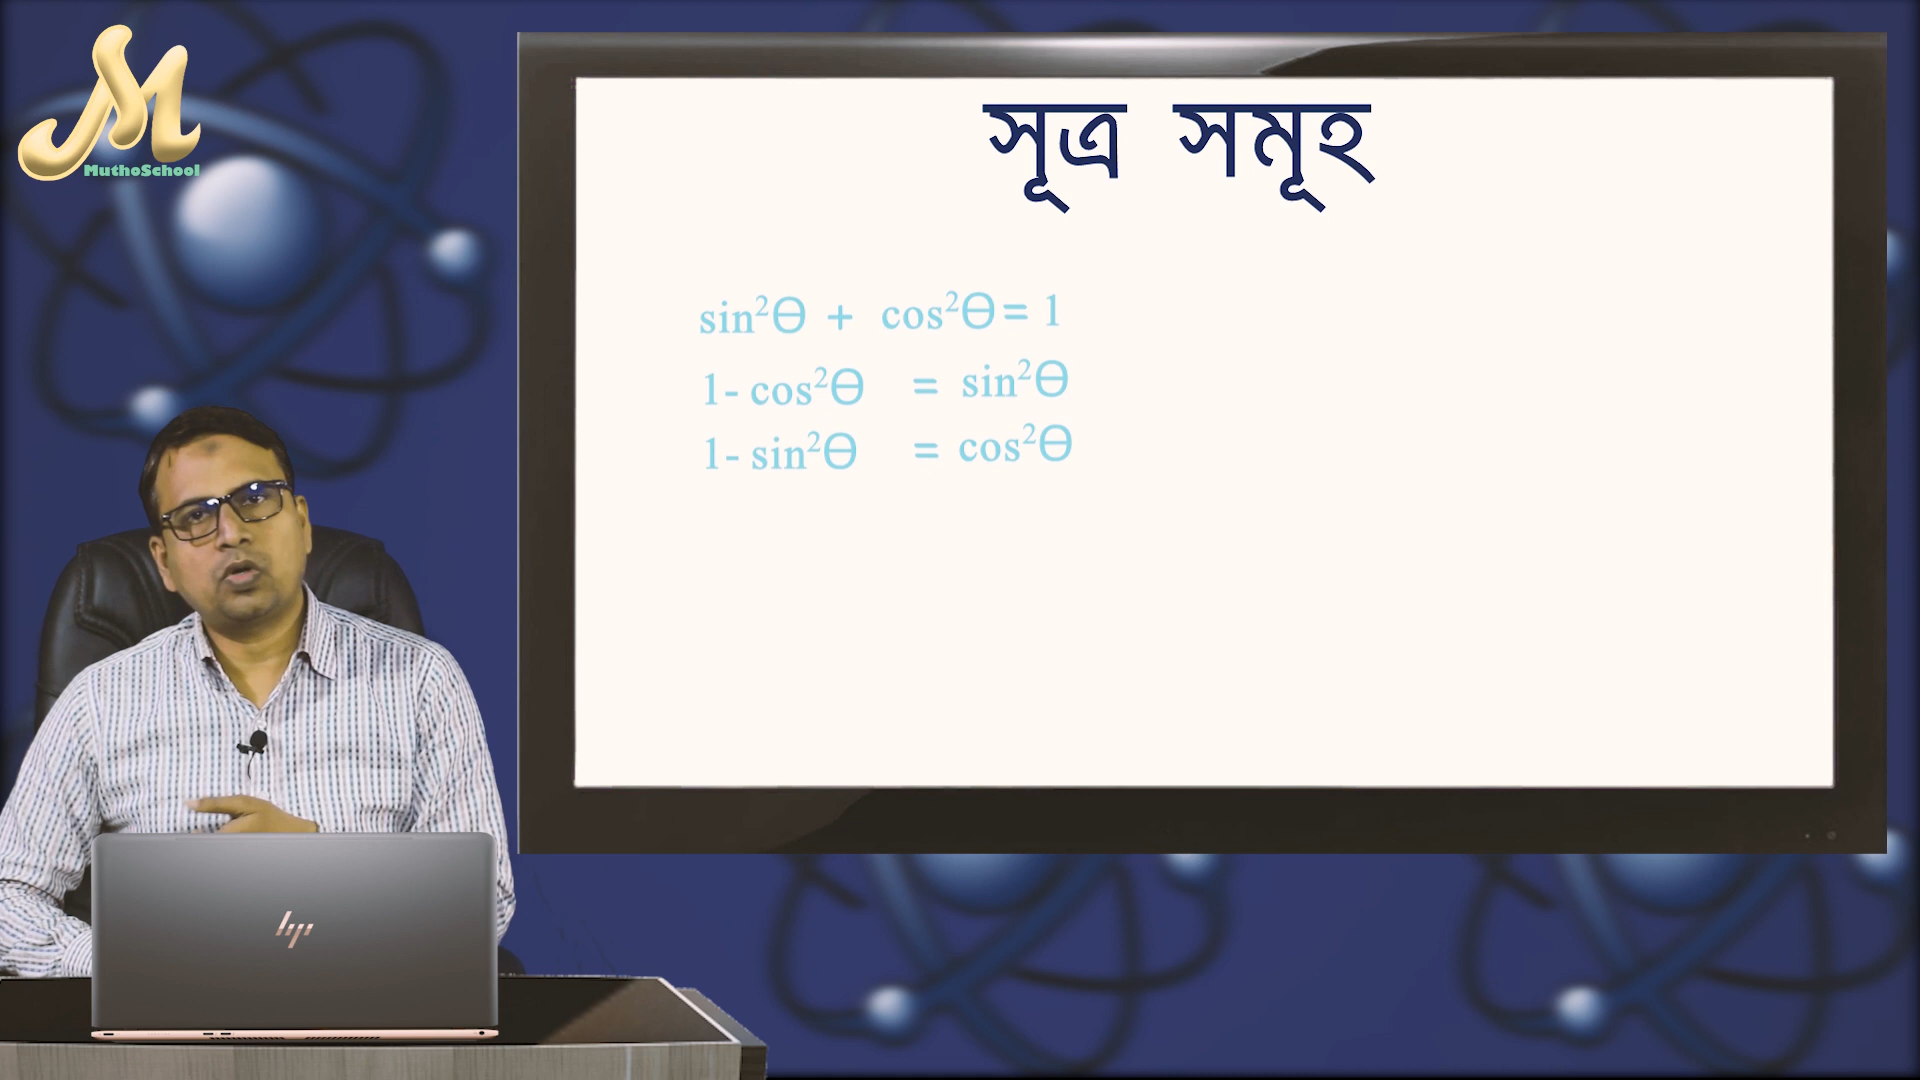 MuthoSchool
সূত্র সমূহ
sin²Θ + cos²Θ = 1
1- cos²Θ = sin²Θ
1- sin²Θ = cos²Θ
hp